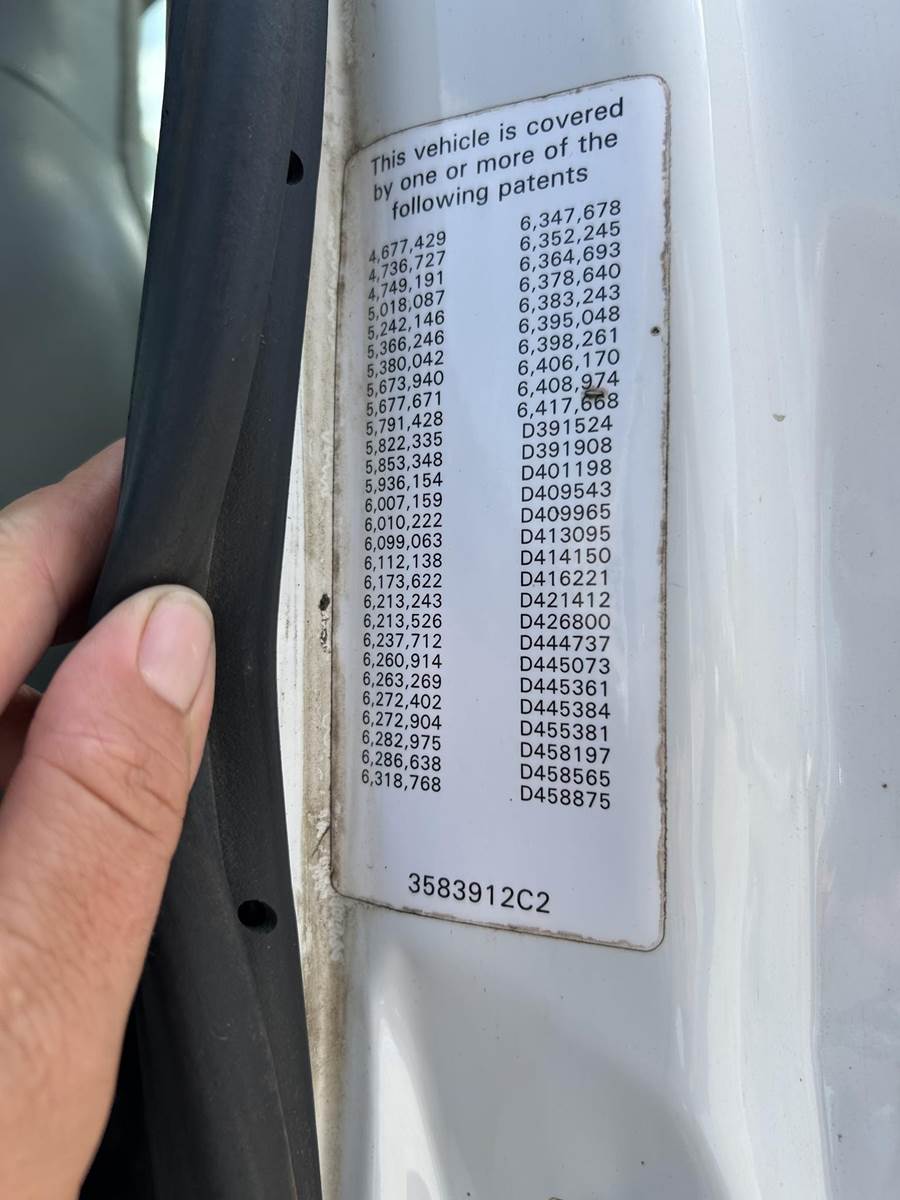 This vehicle is covered
by one or more of the
following patents
4,677,429
4,736,727
4,749,191
5,018,087
5,242,146
5,366,246
5,380,042
5,673,940
5,677,671
5,791,428
5,822,335
5,853,348
5,936,154
6,007,159
6,010,222
6,099,063
6,112,138
6,173,622
6,213,243
6,213,526
6,237,712
6,260,914
6,263,269
6,272,402
6,272,904
6,282,975
6,286,638
6,318,768
6,347,678
6,352,245
6,364,693
6,378,640
6,383,243
6,395,048
6,398,261
6,406,170
6,408,974
6,417,668
D391524
D391908
D401198
D409543
D409965
D413095
D414150
D416221
D421412
D426800
D444737
D445073
D445361
D445384
D455381
D458197
D458565
D458875
3583912C2